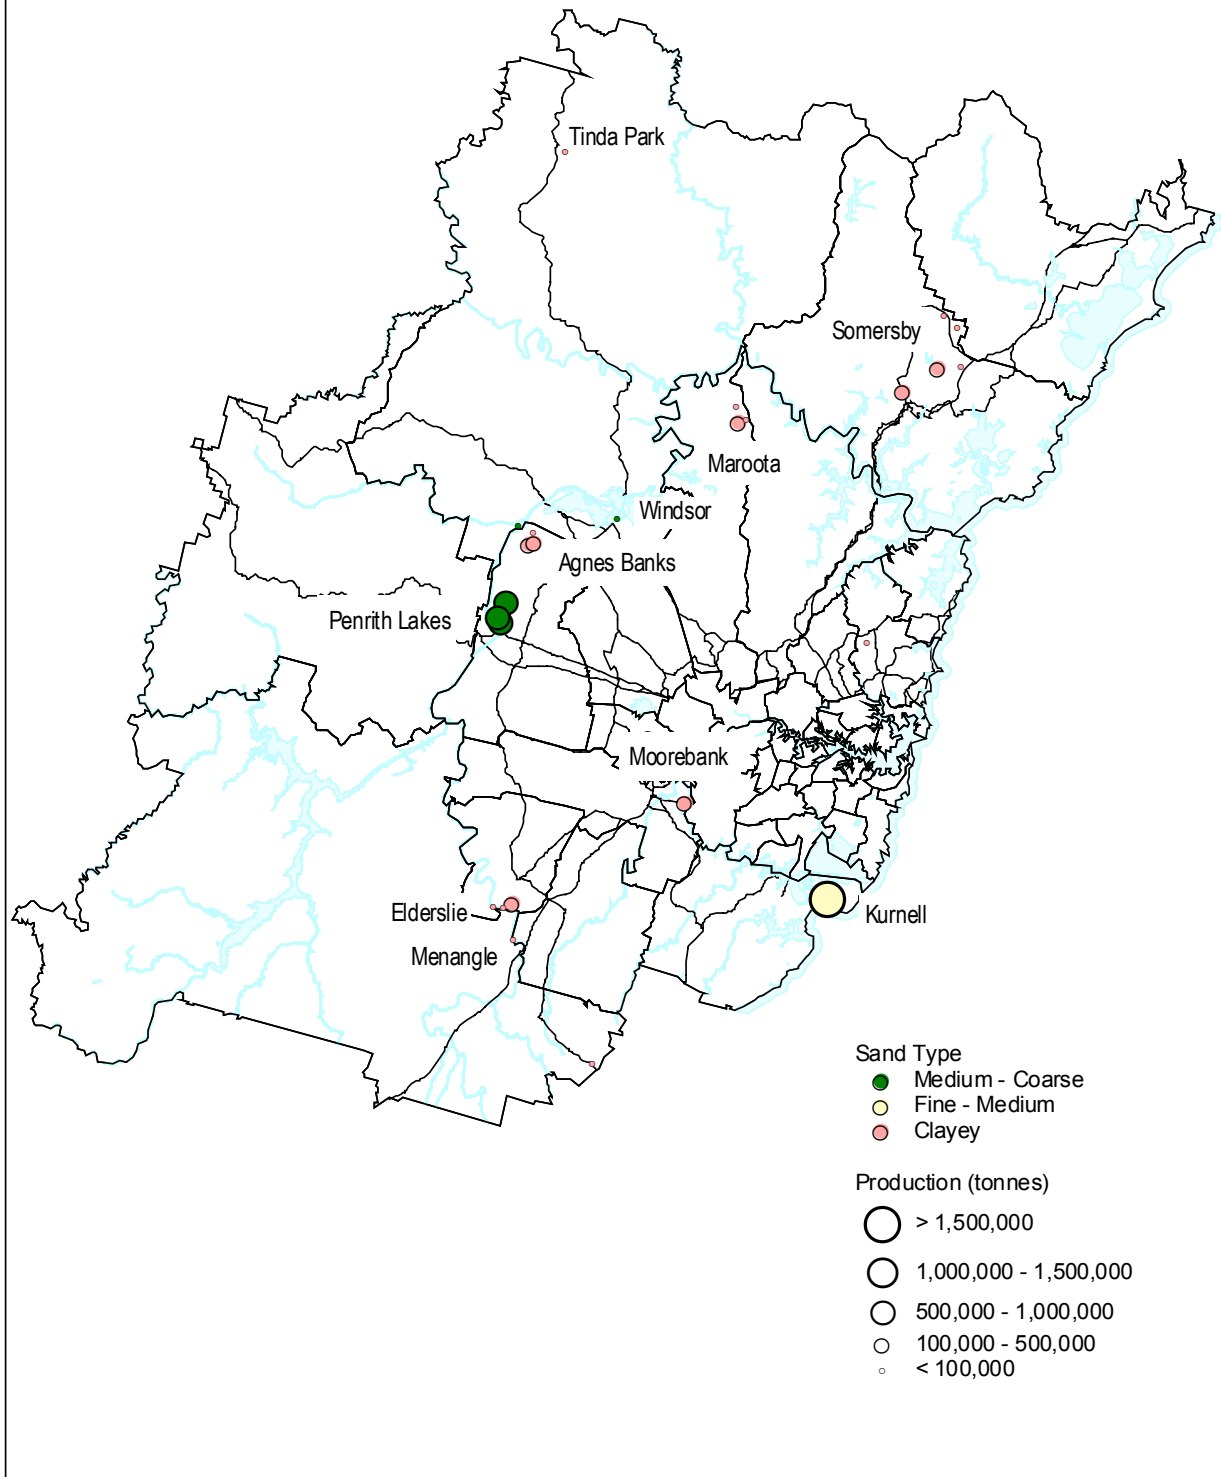 Tinda Park
Somersby
Maroota
Windsor
Agnes Banks
Penrith Lakes
Moorebank
Elderslie
Kurnell
Menangle
Sand Type
Medium - Coarse
Fine - Medium
Clayey
Production (tonnes)
> 1,500,000
1,000,000 - 1,500,000
500,000 - 1,000,000
100,000 - 500,000
< 100,000